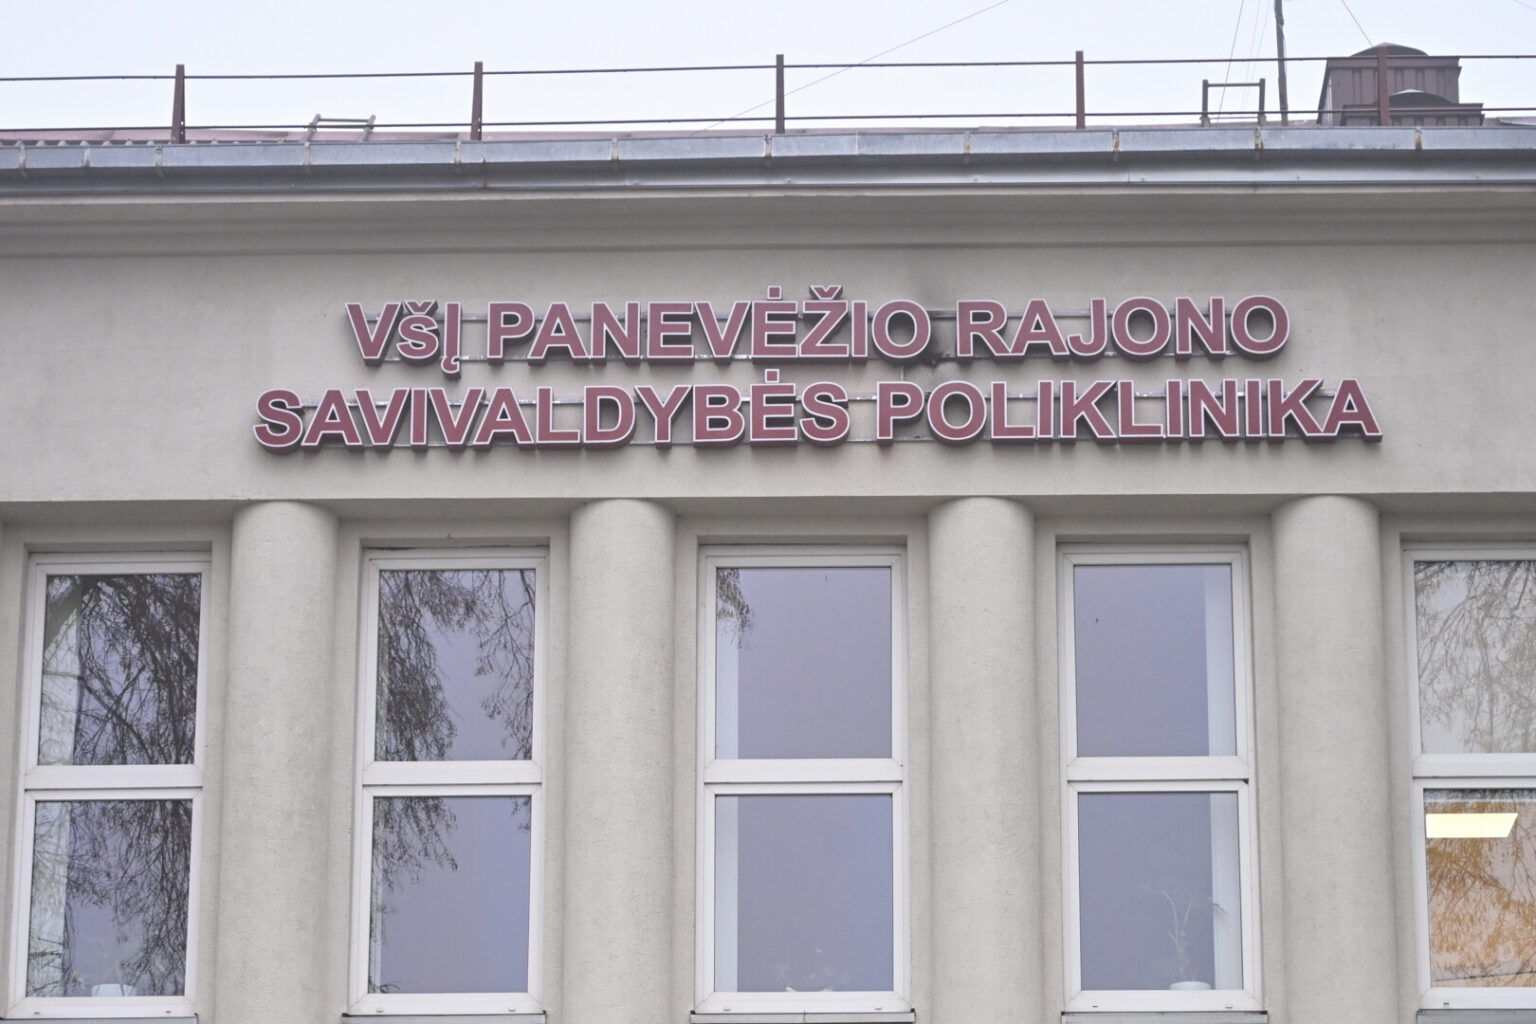 VšĮ PANEVĖŽIO RAJONO
SAVIVALDYBĖS POLIKLINIKA